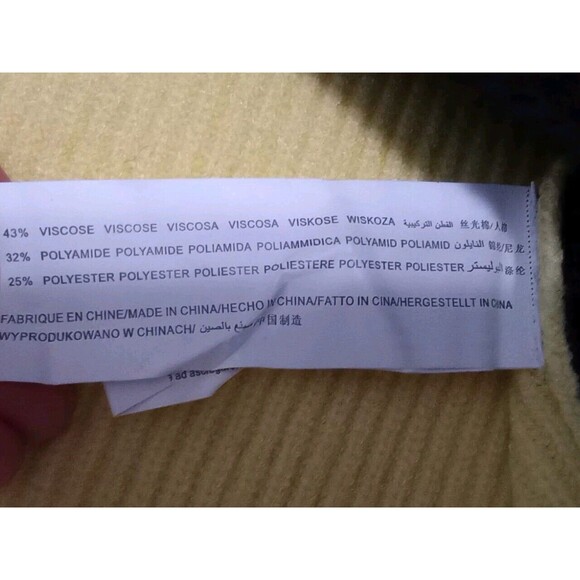 43% VISCOSE VISCOSE VISCOSA VISCOSA VISKOSE WISKOZA القطن التركيبية 丝光棉/人棉
32% POLYAMIDE POLYAMIDE POLIAMIDA POLIAMMIDICA POLYAMID POLIAMID النايلون 锦纶/尼龙
25% POLYESTER POLYESTER POLIESTER POLIESTERE POLYESTER POLIESTER البوليستر 涤纶
FABRIQUE EN CHINE/MADE IN CHINA/HECHO IN CHINA/FATTO IN CINA/HERGESTELLT IN CHINA
WYPRODUKOWANO W CHINACH/ صنع بالصين/中国制造